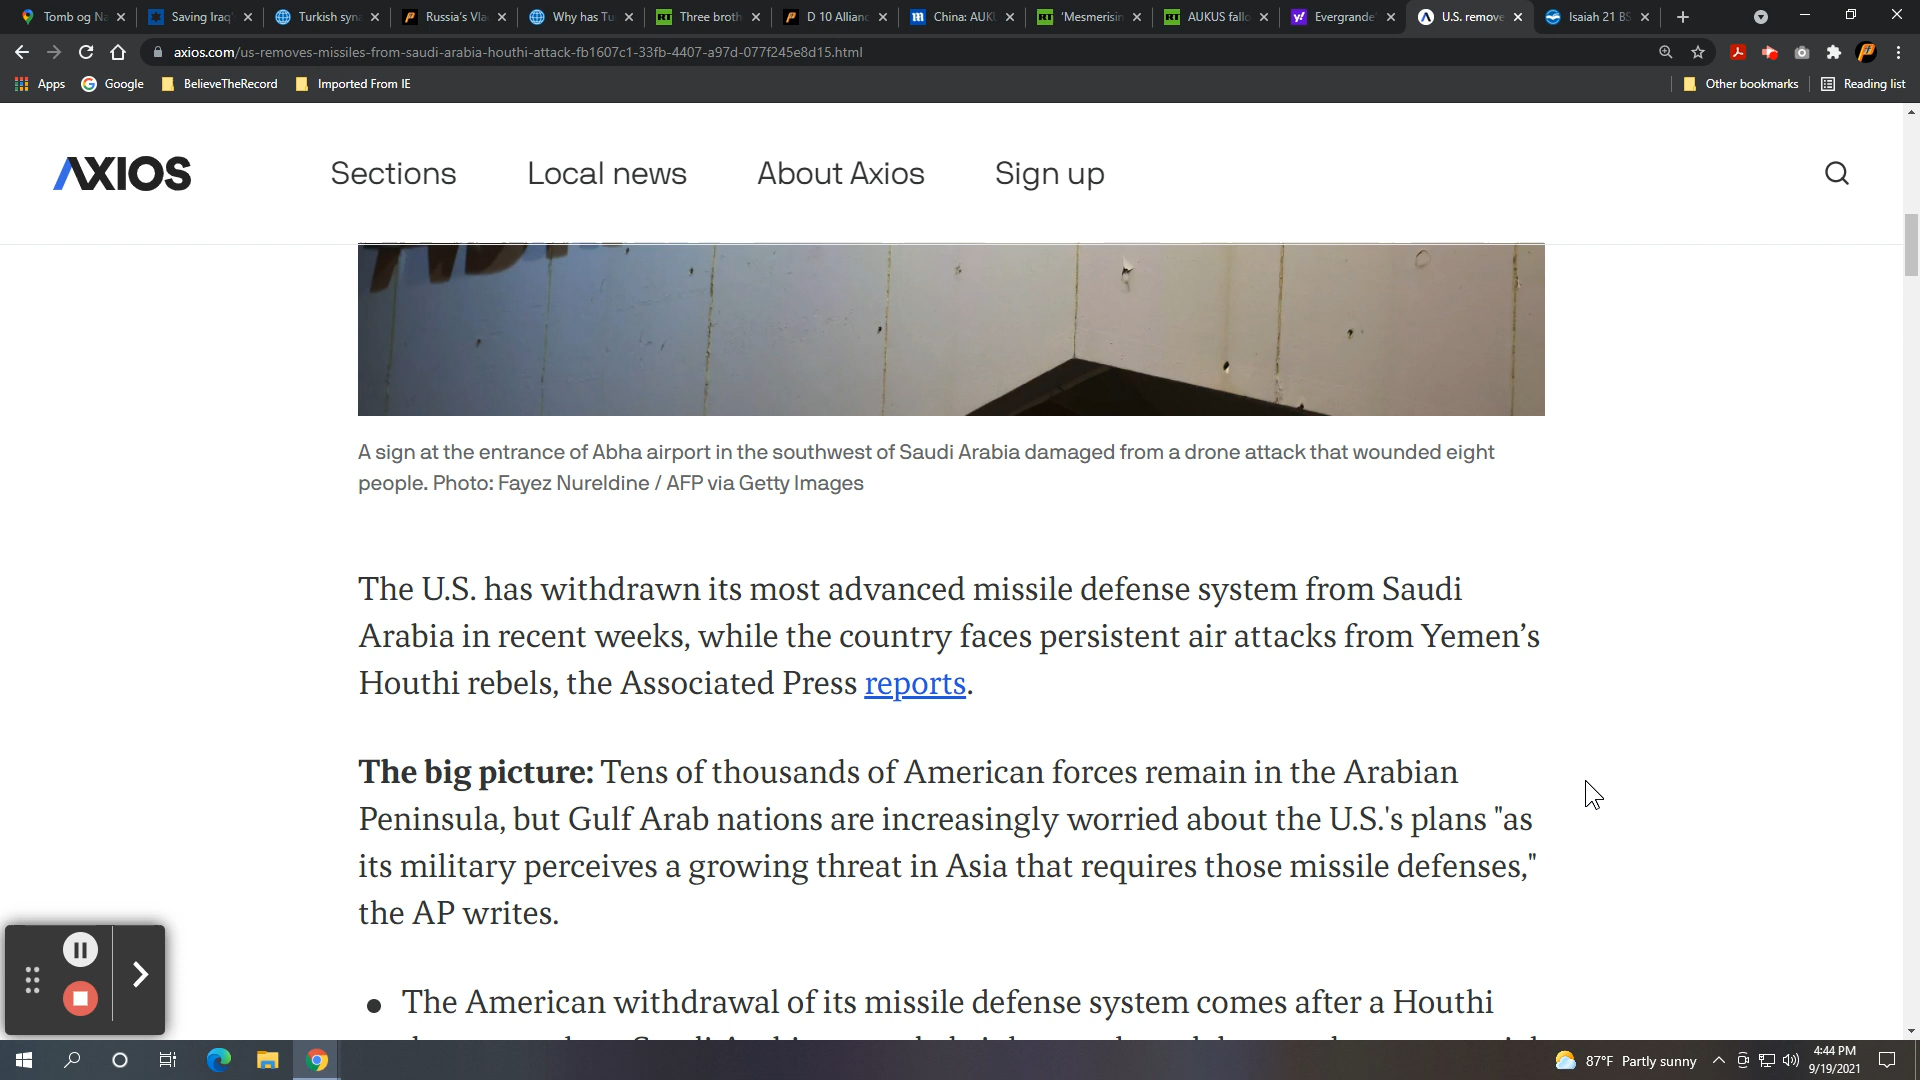 Tomb og Na
Saving Iraq'
Turkish syna
Russia's Vla
Why has Tu
Three broth
D 10 Allianc
China: AUKU
'Mesmerisin
AUKUS fallo
Evergrande'
U.S. remove
Isaiah 21 BS
axios.com/us-removes-missiles-from-saudi-arabia-houthi-attack-fb1607c1-33fb-4407-a97d-077f245e8d15.html
Apps Google BelieveTheRecord Imported From IE Other bookmarks Reading list
AXIOS Sections Local news About Axios Sign up
A sign at the entrance of Abha airport in the southwest of Saudi Arabia damaged from a drone attack that wounded eight
people. Photo: Fayez Nureldine / AFP via Getty Images
The U.S. has withdrawn its most advanced missile defense system from Saudi
Arabia in recent weeks, while the country faces persistent air attacks from Yemen's
Houthi rebels, the Associated Press reports.
The big picture: Tens of thousands of American forces remain in the Arabian
Peninsula, but Gulf Arab nations are increasingly worried about the U.S.'s plans "as
its military perceives a growing threat in Asia that requires those missile defenses,"
the AP writes.
• The American withdrawal of its missile defense system comes after a Houthi
87°F Partly sunny
4:44 PM
9/19/2021